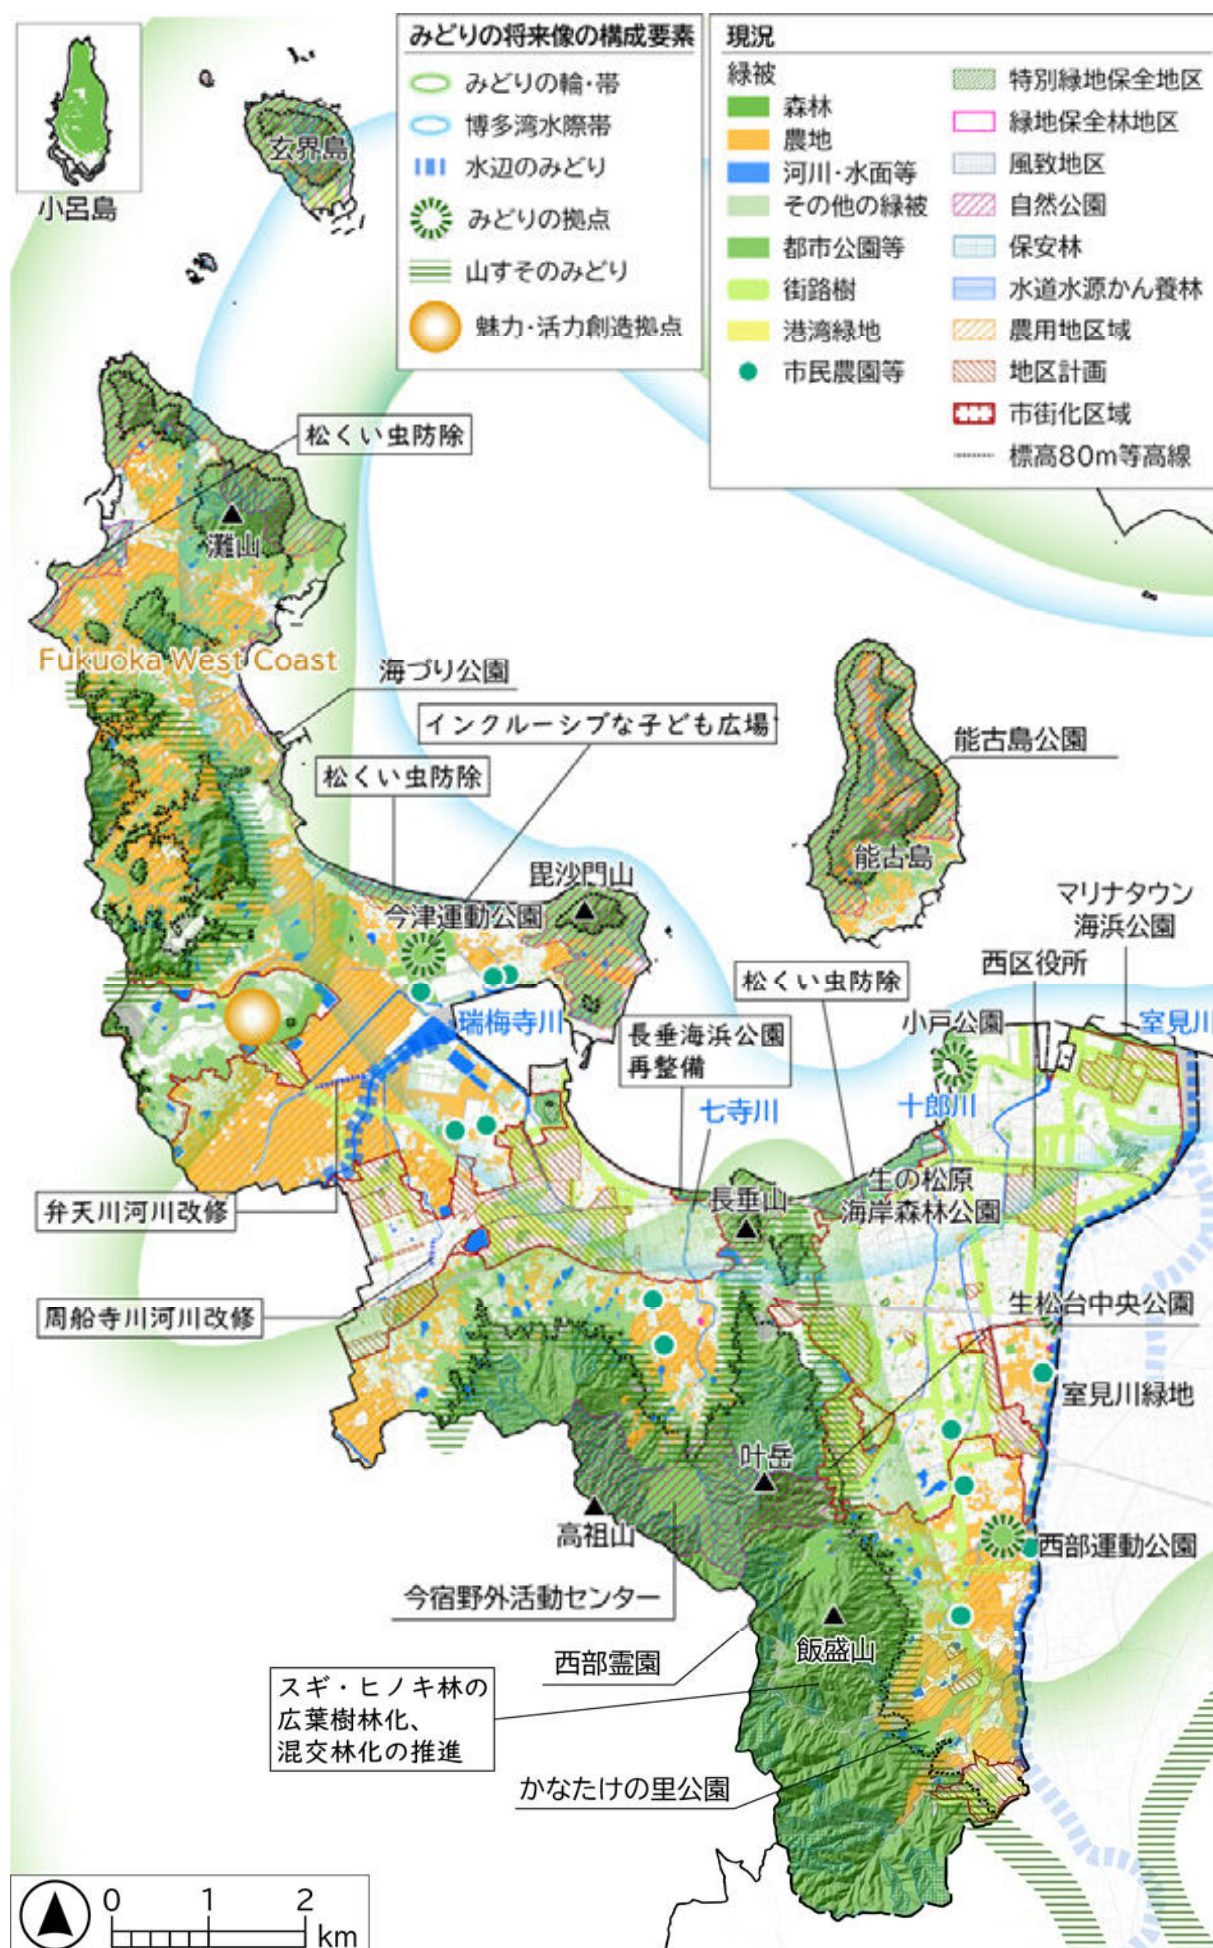 みどりの将来像の構成要素
みどりの輪・帯
博多湾水際帯
水辺のみどり
みどりの拠点
山すそのみどり
魅力・活力創造拠点
現況
緑被
森林
農地
河川・水面等
その他の緑被
都市公園等
街路樹
港湾緑地
市民農園等
特別緑地保全地区
緑地保全林地区
風致地区
自然公園
保安林
水道水源かん養林
農用地区域
地区計画
市街化区域
標高80m等高線
小呂島
玄界島
松くい虫防除
灘山
Fukuoka West Coast
海づり公園
インクルーシブな子ども広場
松くい虫防除
能古島公園
能古島
毘沙門山
今津運動公園
マリナタウン
海浜公園
西区役所
松くい虫防除
小戸公園
室見川
瑞梅寺川
長垂海浜公園
再整備
七寺川
十郎川
生の松原
海岸森林公園
長垂山
弁天川河川改修
周船寺川河川改修
生松台中央公園
室見川緑地
叶岳
高祖山
西部運動公園
今宿野外活動センター
飯盛山
西部霊園
スギ・ヒノキ林の
広葉樹林化、
混交林化の推進
かなたけの里公園
0 1 2
km